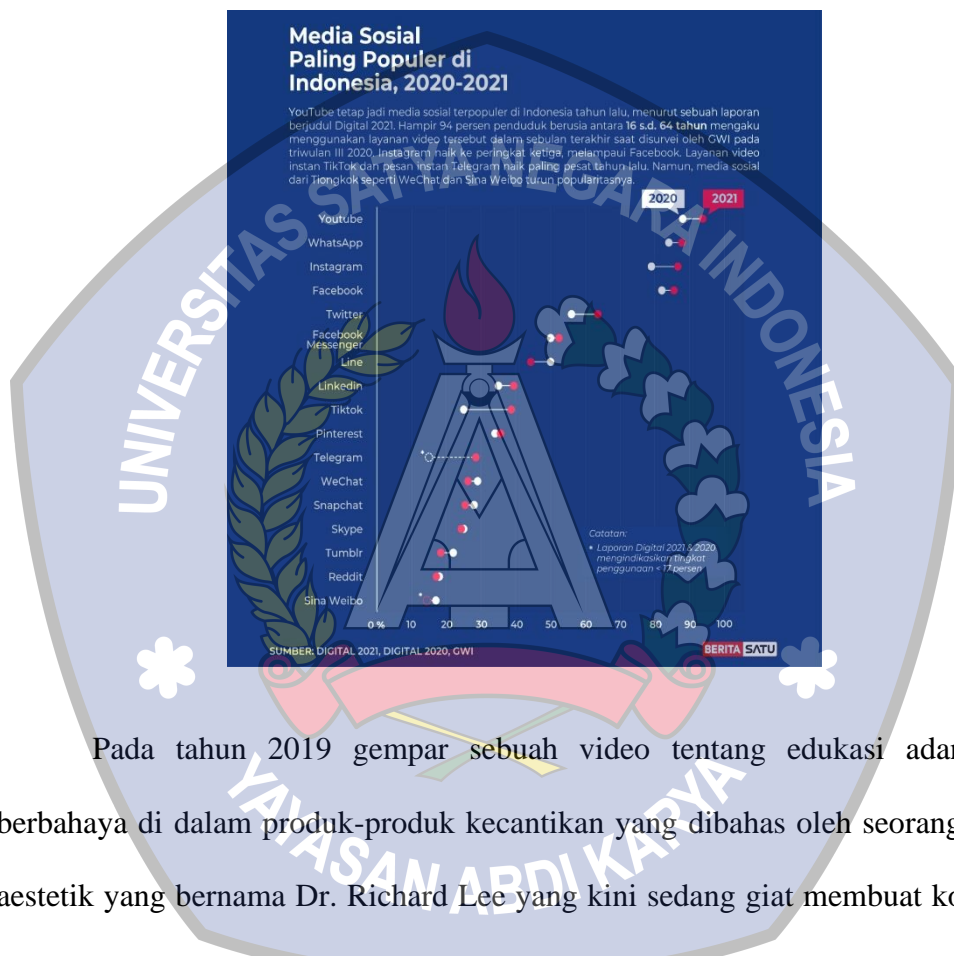 Media Sosial
Paling Populer di
Indonesia, 2020-2021
YouTube tetap jadi media sosial terpopuler di Indonesia tahun lalu, menurut sebuah laporan
berjudul Digital 2021. Hampir 94 persen penduduk berusia antara 16 s.d. 64 tahun mengaku
menggunakan layanan video tersebut dalam sebulan terakhir saat disurvei oleh GWI pada
triwulan III 2020. Instagram naik ke peringkat ketiga, melampaui Facebook. Layanan video
instan TikTok dan pesan instan Telegram naik paling pesat tahun lalu. Namun, media sosial
dari Tiongkok seperti WeChat dan Sina Weibo turun popularitasnya.
2020 2021
Youtube
WhatsApp
Instagram
Facebook
Twitter
Facebook
Messenger
Line
Linkedin
Tiktok
Pinterest
Telegram
WeChat
Snapchat
Skype
Tumblr
Reddit
Sina Weibo
Catatan:
* Laporan Digital 2021 & 2020
mengindikasikan tingkat
penggunaan < 17 persen
0 % 10 20 30 40 50 60 70 80 90 100
SUMBER: DIGITAL 2021, DIGITAL 2020, GWI
BERITA SATU
UNIVERSITAS SATYA NEGARA INDONESIA
YAYASAN ABDI KARYA
Pada tahun 2019 gempar sebuah video tentang edukasi
berbahaya di dalam produk-produk kecantikan yang dibahas oleh seorang
aestetik yang bernama Dr. Richard Lee yang kini sedang giat membuat